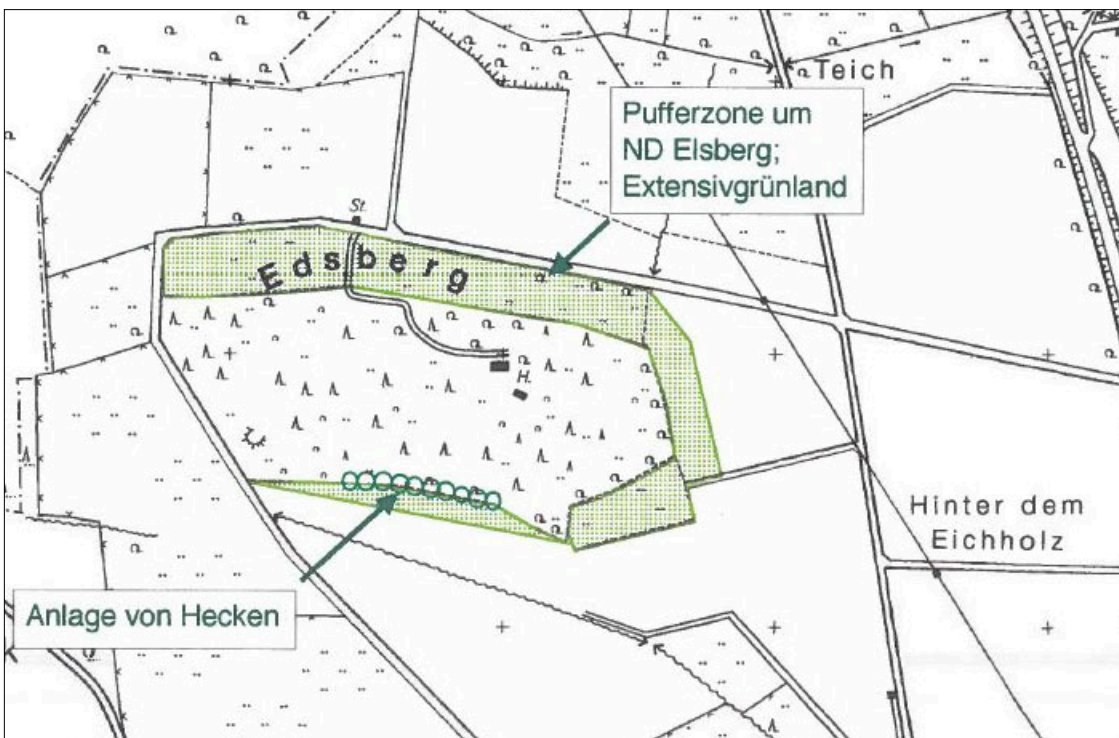 Teich
Pufferzone um
ND Elsberg;
Extensivgrünland
St.
Edsberg
H.
Hinter dem
Eichholz
Anlage von Hecken